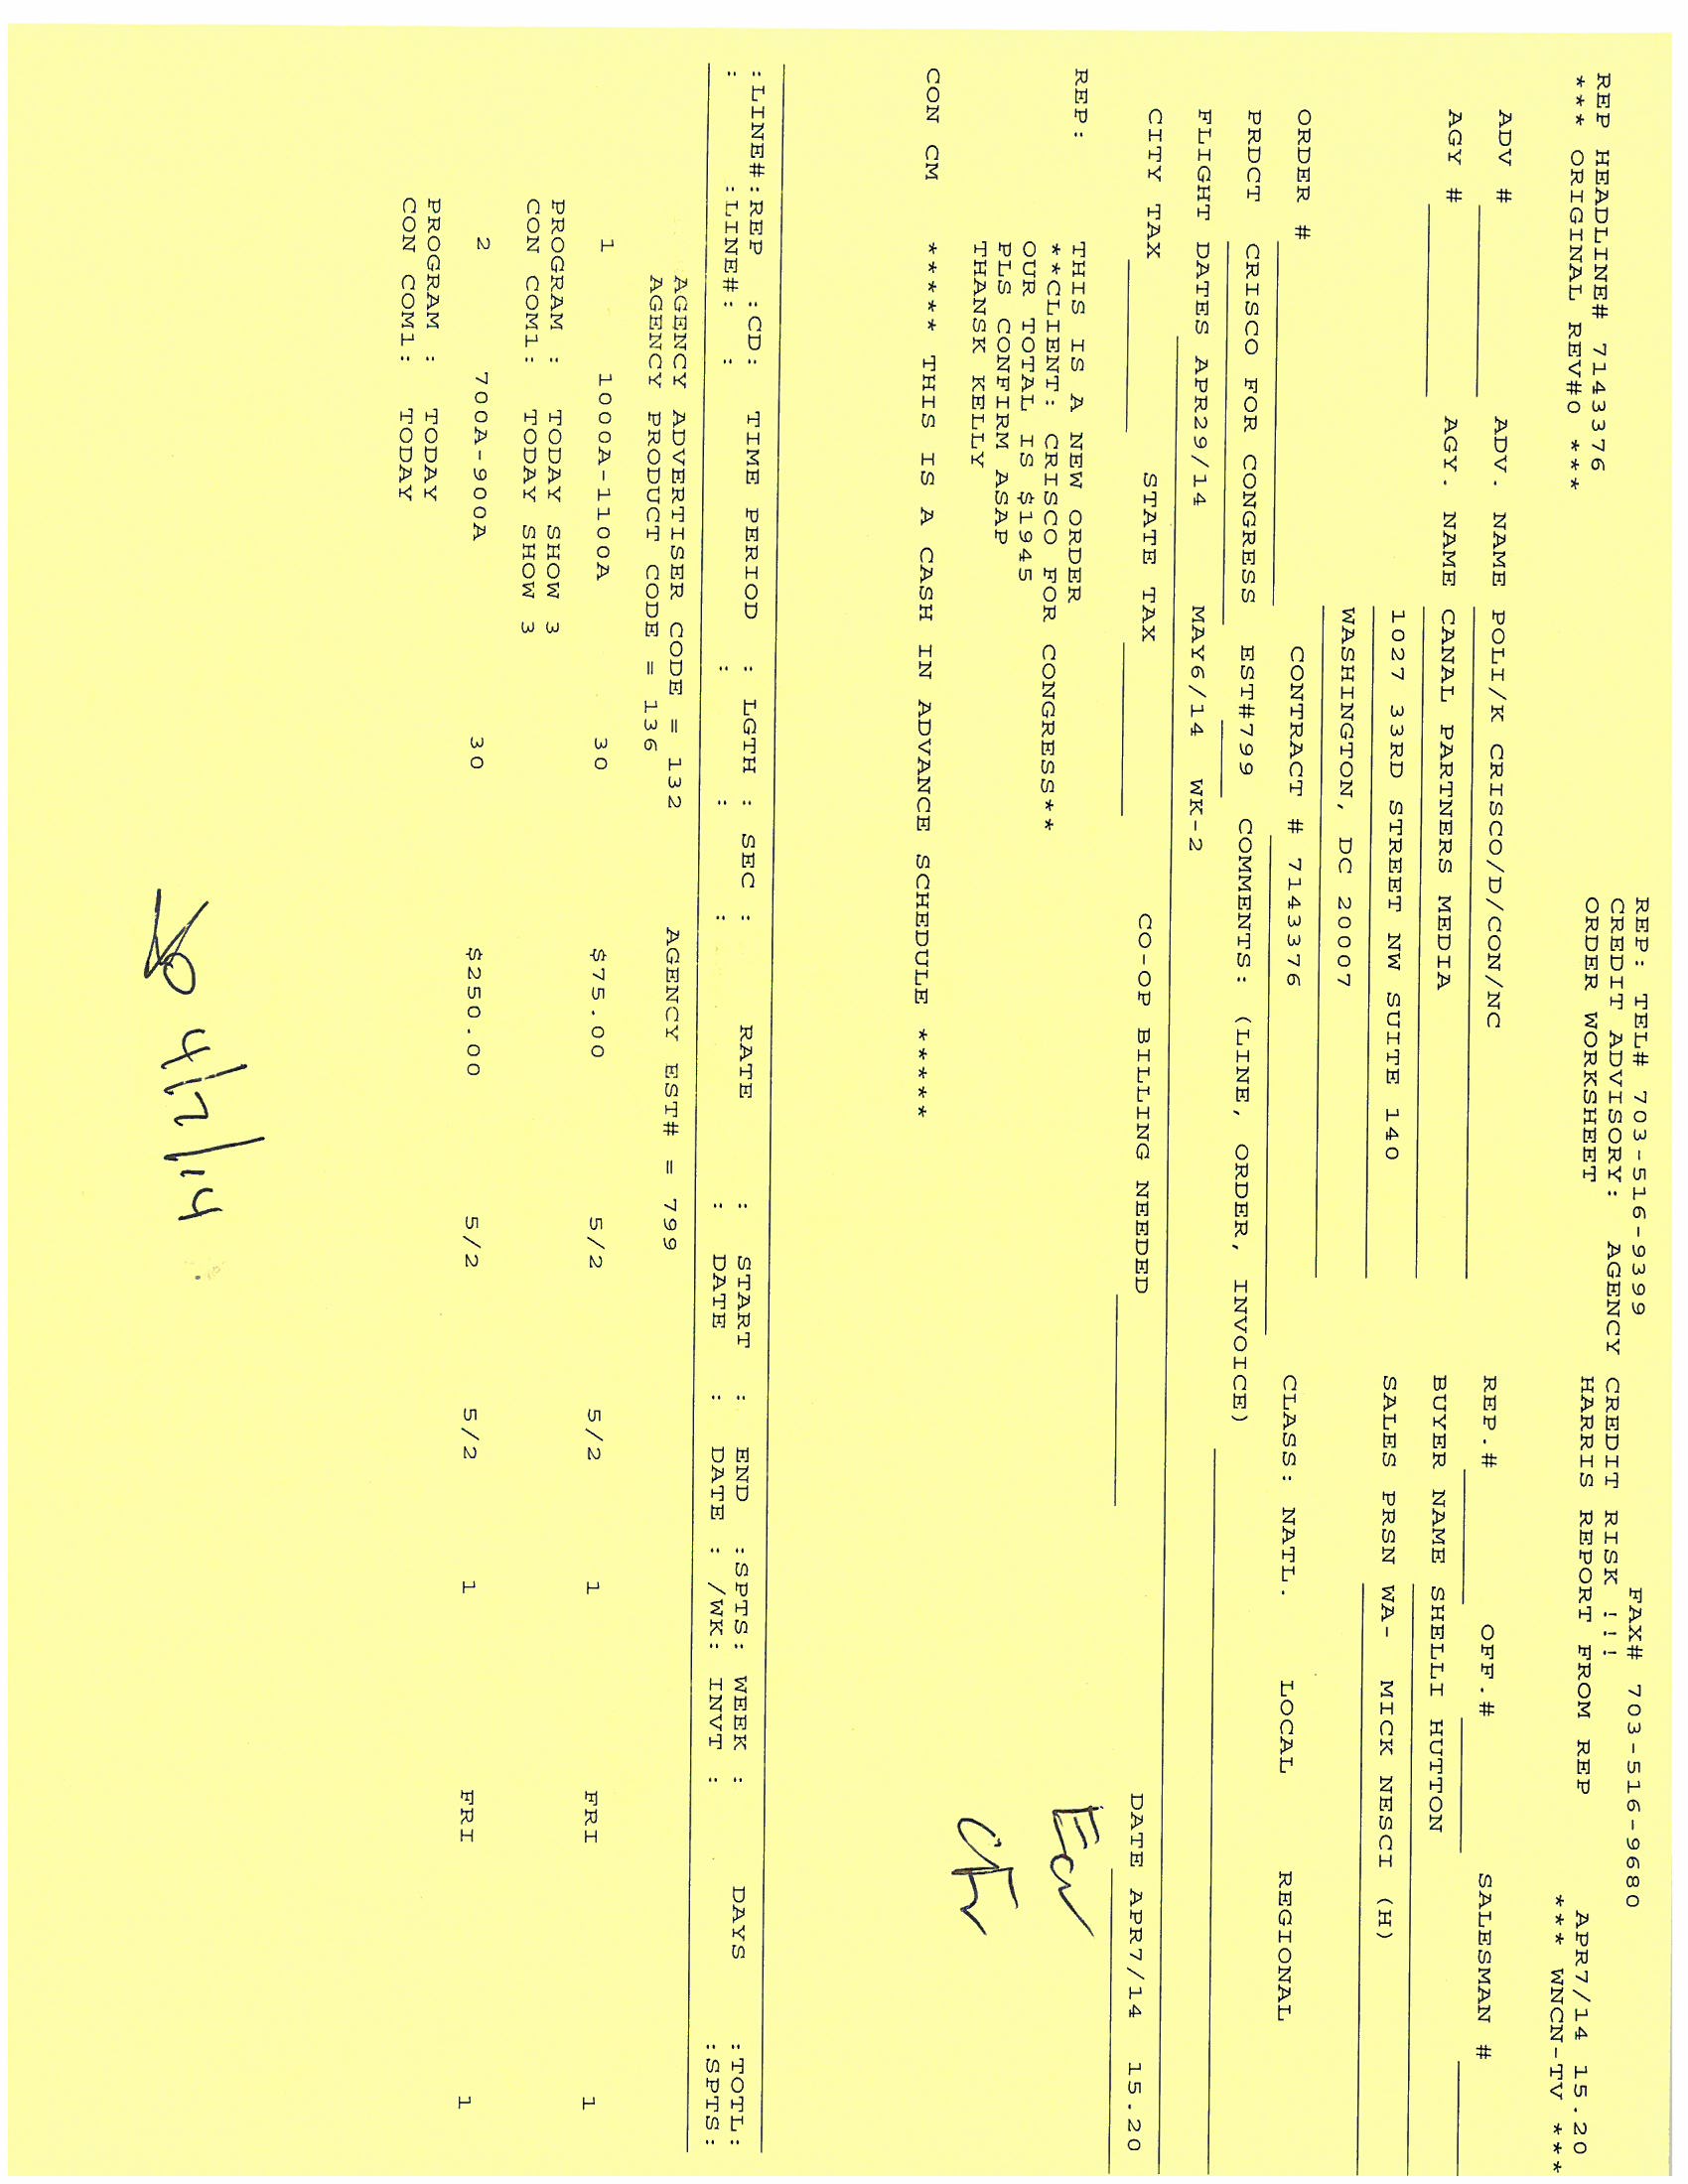 REP: TEL# 703-516-9399 FAX# 703-516-9680
CREDIT ADVISORY: AGENCY CREDIT RISK !!!
REP HEADLINE# 7143376 ORDER WORKSHEET HARRIS REPORT FROM REP APR7/14 15.20
*** ORIGINAL REV#0 *** *** WNCN-TV ***
ADV # ADV. NAME POLI/K CRISCO/D/CON/NC REP.# OFF.# SALESMAN #
AGY # AGY. NAME CANAL PARTNERS MEDIA BUYER NAME SHELLI HUTTON
1027 33RD STREET NW SUITE 140 SALES PRSN WA- MICK NESCI (H)
WASHINGTON, DC 20007
ORDER # CONTRACT # 7143376 CLASS: NATL. LOCAL REGIONAL
PRDCT CRISCO FOR CONGRESS EST#799 COMMENTS: (LINE, ORDER, INVOICE)
FLIGHT DATES APR29/14 MAY6/14 WK-2
CITY TAX STATE TAX CO-OP BILLING NEEDED DATE APR7/14 15.20
REP: THIS IS A NEW ORDER
**CLIENT: CRISCO FOR CONGRESS**
OUR TOTAL IS $1945
PLS CONFIRM ASAP
THANSK KELLY
CON CM ***** THIS IS A CASH IN ADVANCE SCHEDULE *****
:LINE#:REP :CD: TIME PERIOD : LGTH : SEC : RATE : START : END :SPTS: WEEK : DAYS :TOTL:
: :LINE#: : : : : : DATE : DATE : /WK: INVT : :SPTS:
AGENCY ADVERTISER CODE = 132 AGENCY EST# = 799
AGENCY PRODUCT CODE = 136
1 1000A-1100A 30 $75.00 5/2 5/2 1 FRI 1
PROGRAM : TODAY SHOW 3
CON COM1: TODAY SHOW 3
2 700A-900A 30 $250.00 5/2 5/2 1 FRI 1
PROGRAM : TODAY
CON COM1: TODAY
4/7/14